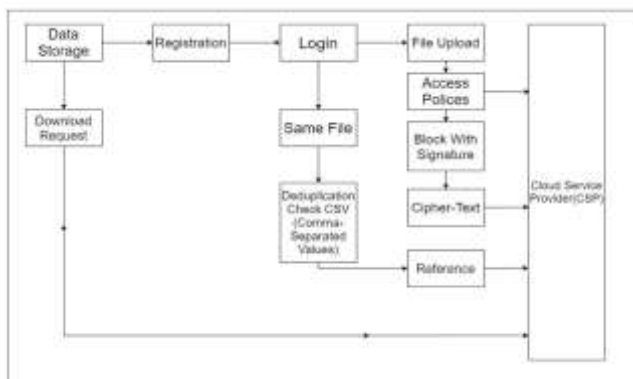 Data
Storage
Registration
Login
File Upload
Access
Polices
Download
Request
Same File
Block With
Signature
Cloud Service
Provider(CSP)
Deduplication
Check CSV
(Comma-
Separated
Values)
Cipher-Text
Reference